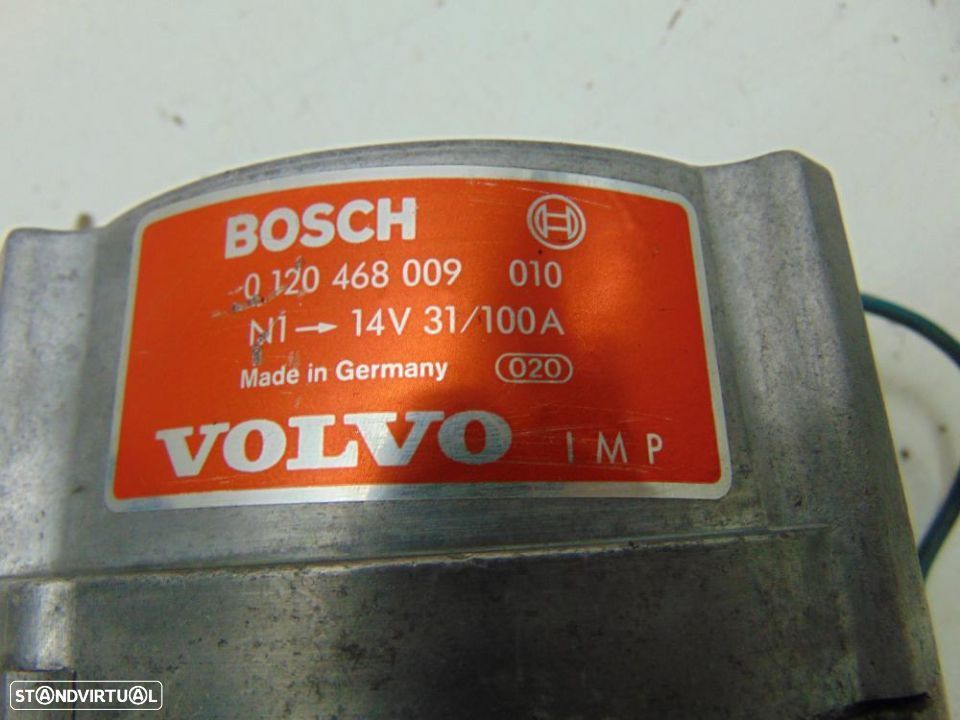 BOSCH
0 120 468 009 010
N1→ 14V 31/100A
Made in Germany 020
VOLVO IMP
STANDVIRTUAL